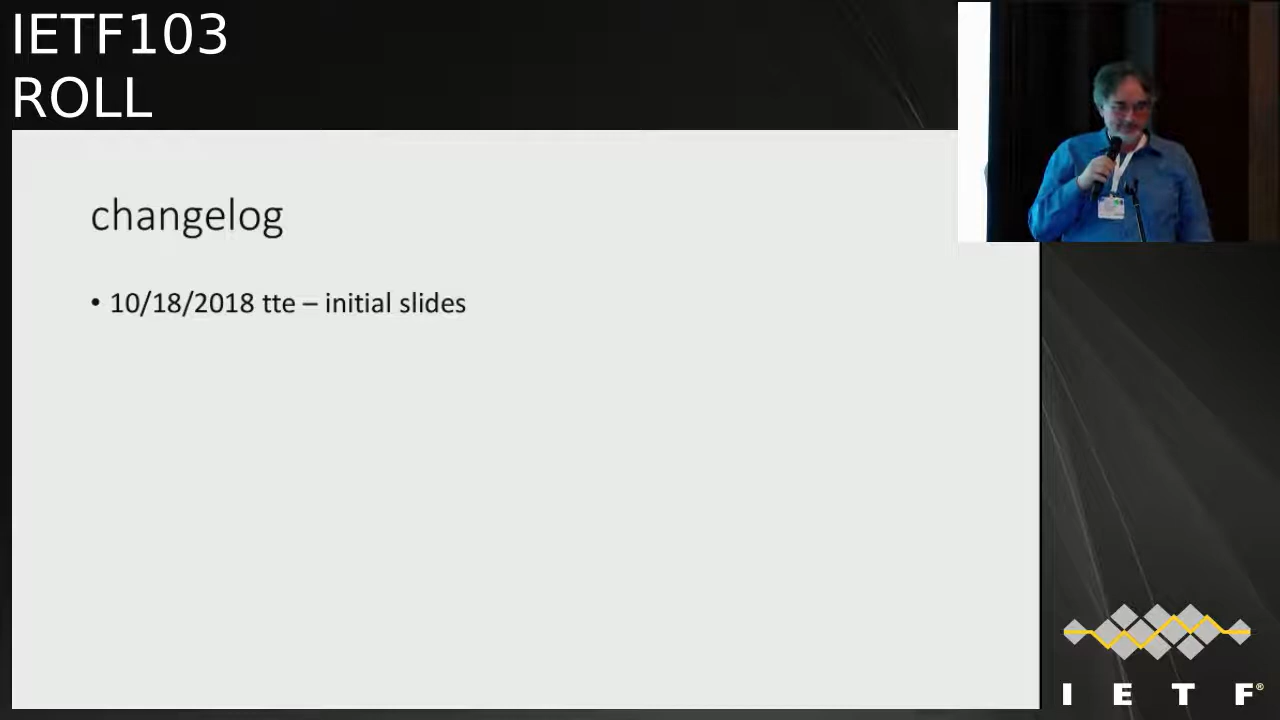 IETF103
ROLL
changelog
• 10/18/2018 tte – initial slides
I E T F®